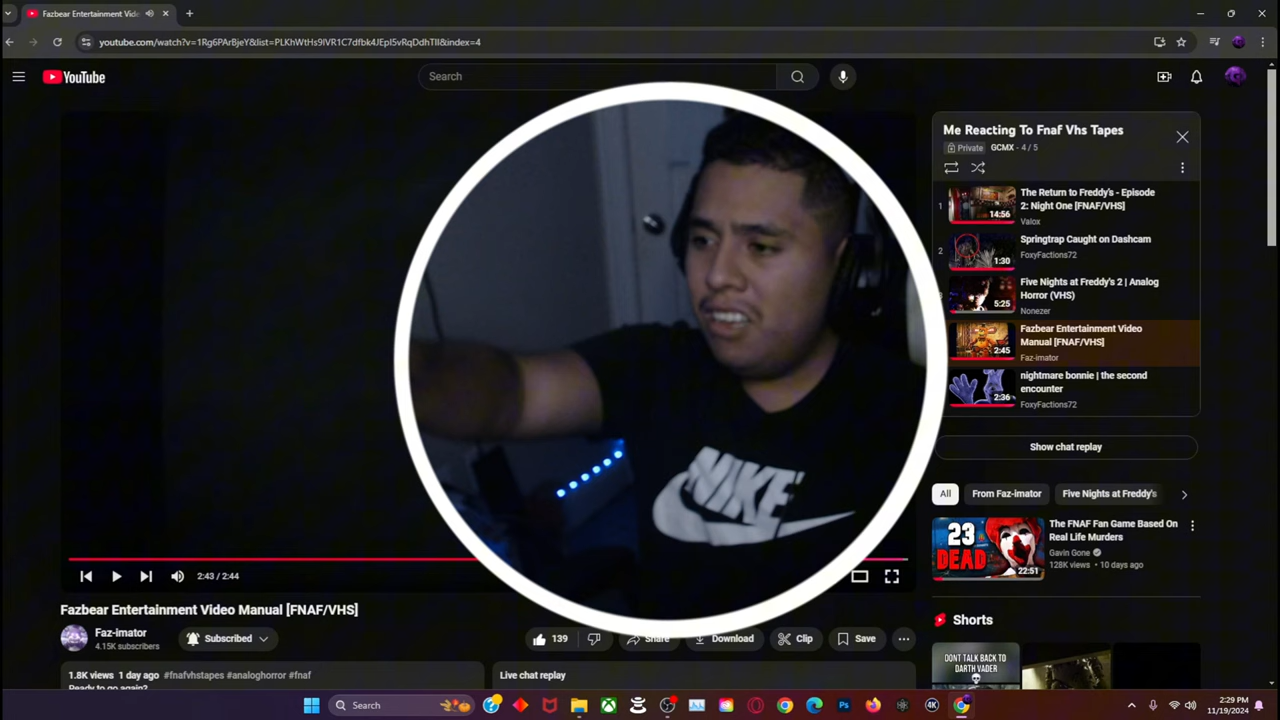 Fazbear Entertainment Vide
youtube.com/watch?v=1Rg6PArBjeY&list=PLKhWtHs9IVR1C7dfbk4JEpI5vRqDdhTII&index=4
YouTube
Search
Me Reacting To Fnaf Vhs Tapes
Private GCMX - 4 / 5
1
The Return to Freddy's - Episode
2: Night One [FNAF/VHS]
14:56
Valox
2
Springtrap Caught on Dashcam
1:30
FoxyFactions72
Five Nights at Freddy's 2 | Analog
Horror (VHS)
5:25
Nonezer
Fazbear Entertainment Video
Manual [FNAF/VHS]
2:45
Faz-imator
nightmare bonnie | the second
encounter
2:36
FoxyFactions72
NIKE
Show chat replay
All From Faz-imator Five Nights at Freddy's
23
DEAD
22:51
The FNAF Fan Game Based On
Real Life Murders
Gavin Gone
128K views • 10 days ago
2:43 / 2:44
Fazbear Entertainment Video Manual [FNAF/VHS]
Faz-imator
4.15K subscribers
Subscribed
139
Share
Download
Clip
Save
Shorts
DONT TALK BACK TO
DARTH VADER
1.8K views 1 day ago #fnafvhstapes #analoghorror #fnaf
Ready to go again?
Live chat replay
Search
4K
2:29 PM
11/19/2024